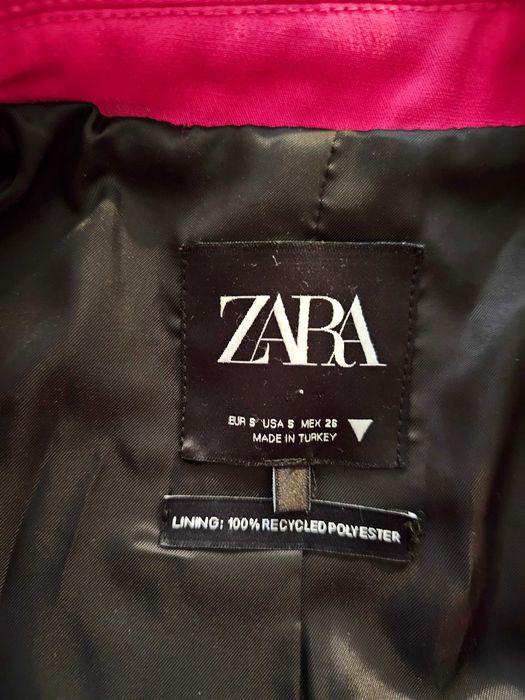 ZARA
EUR S USA S MEX 26
MADE IN TURKEY
LINING: 100% RECYCLED POLYESTER